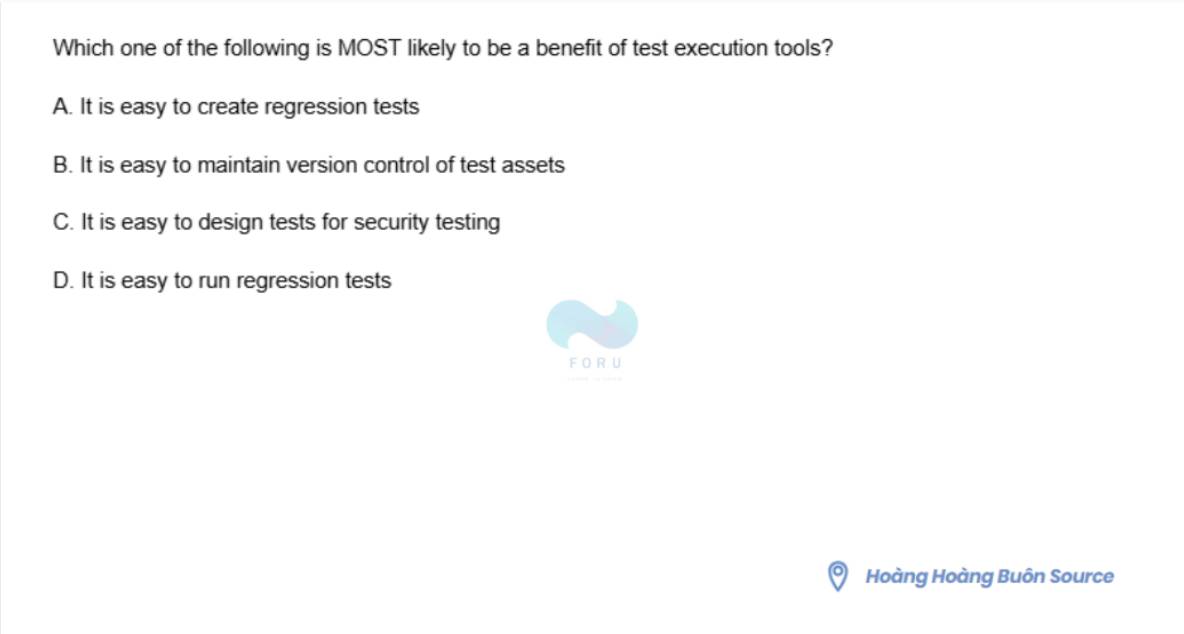 Which one of the following is MOST likely to be a benefit of test execution tools?
A. It is easy to create regression tests
B. It is easy to maintain version control of test assets
C. It is easy to design tests for security testing
D. It is easy to run regression tests
FORU
Hoàng Hoàng Buôn Source